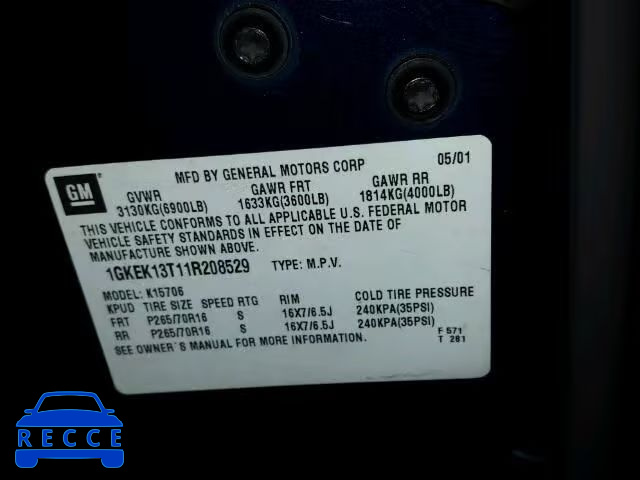 GM
MFD BY GENERAL MOTORS CORP 05/01
GVWR GAWR FRT GAWR RR
3130KG(6900LB) 1633KG(3600LB) 1814KG(4000LB)
THIS VEHICLE CONFORMS TO ALL APPLICABLE U.S. FEDERAL MOTOR
VEHICLE SAFETY STANDARDS IN EFFECT ON THE DATE OF
MANUFACTURE SHOWN ABOVE.
1GKEK13T11R208529 TYPE: M.P.V.
MODEL: K15706
KPUD TIRE SIZE SPEED RTG RIM COLD TIRE PRESSURE
FRT P265/70R16 S 16X7/6.5J 240KPA(35PSI)
RR P265/70R16 S 16X7/6.5J 240KPA(35PSI)
SEE OWNER'S MANUAL FOR MORE INFORMATION.
F 571
T 281
RECCE